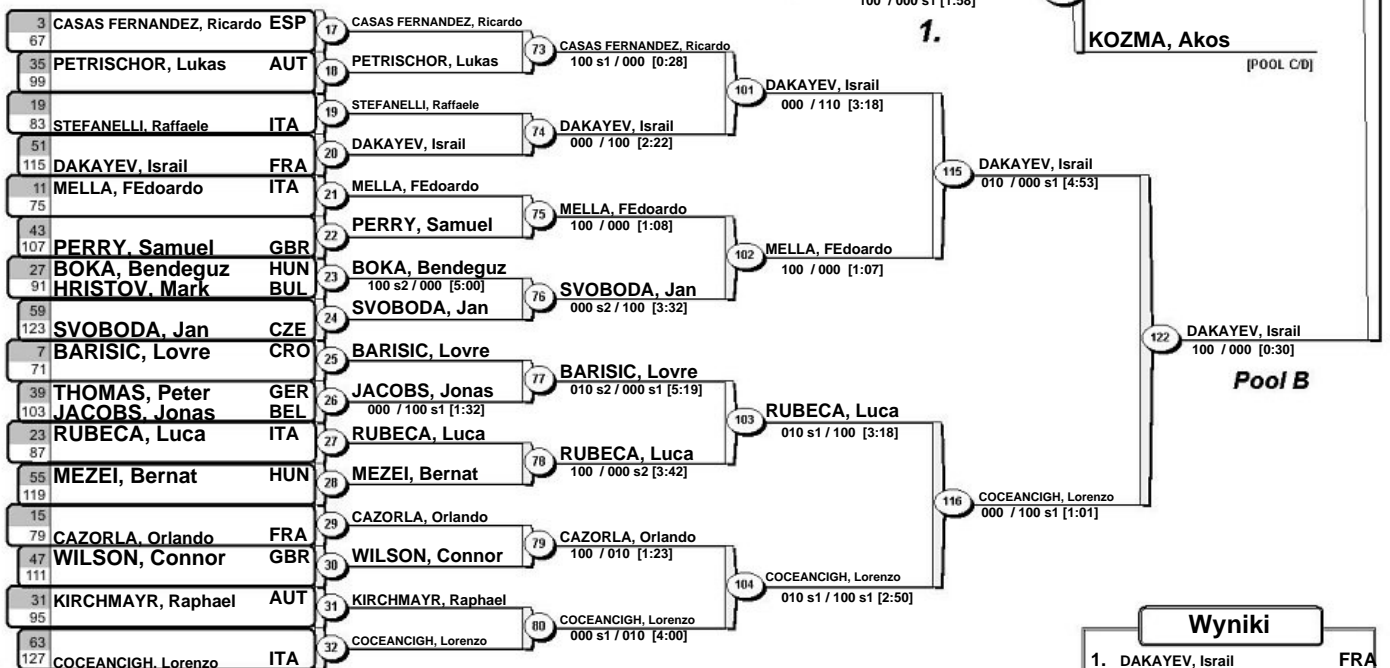 100 / 000 s1 [1:58]
1.
KOZMA, Akos
[POOL C/D]
3 CASAS FERNANDEZ, Ricardo ESP
67
35 PETRISCHOR, Lukas AUT
99
19
83 STEFANELLI, Raffaele ITA
51
115 DAKAYEV, Israil FRA
11 MELLA, FEdoardo ITA
75
43
107 PERRY, Samuel GBR
27 BOKA, Bendeguz HUN
91 HRISTOV, Mark BUL
59
123 SVOBODA, Jan CZE
7 BARISIC, Lovre CRO
71
39 THOMAS, Peter GER
103 JACOBS, Jonas BEL
23 RUBECA, Luca ITA
87
55 MEZEI, Bernat HUN
119
15
79 CAZORLA, Orlando FRA
47 WILSON, Connor GBR
111
31 KIRCHMAYR, Raphael AUT
95
63
127 COCEANCIGH, Lorenzo ITA
17 CASAS FERNANDEZ, Ricardo
18 PETRISCHOR, Lukas
19 STEFANELLI, Raffaele
20 DAKAYEV, Israil
21 MELLA, FEdoardo
22 PERRY, Samuel
23 BOKA, Bendeguz
100 s2 / 000 [5:00]
24 SVOBODA, Jan
25 BARISIC, Lovre
26 JACOBS, Jonas
000 / 100 s1 [1:32]
27 RUBECA, Luca
28 MEZEI, Bernat
29 CAZORLA, Orlando
30 WILSON, Connor
31 KIRCHMAYR, Raphael
32 COCEANCIGH, Lorenzo
73 CASAS FERNANDEZ, Ricardo
100 s1 / 000 [0:28]
74 DAKAYEV, Israil
000 / 100 [2:22]
75 MELLA, FEdoardo
100 / 000 [1:08]
76 SVOBODA, Jan
000 s2 / 100 [3:32]
77 BARISIC, Lovre
010 s2 / 000 s1 [5:19]
78 RUBECA, Luca
100 / 000 s2 [3:42]
79 CAZORLA, Orlando
100 / 010 [1:23]
80 COCEANCIGH, Lorenzo
000 s1 / 010 [4:00]
101 DAKAYEV, Israil
000 / 110 [3:18]
102 MELLA, FEdoardo
100 / 000 [1:07]
103 RUBECA, Luca
010 s1 / 100 [3:18]
104 COCEANCIGH, Lorenzo
010 s1 / 100 s1 [2:50]
115 DAKAYEV, Israil
010 / 000 s1 [4:53]
116 COCEANCIGH, Lorenzo
000 / 100 s1 [1:01]
122 DAKAYEV, Israil
100 / 000 [0:30]
Pool B
Wyniki
1. DAKAYEV, Israil FRA